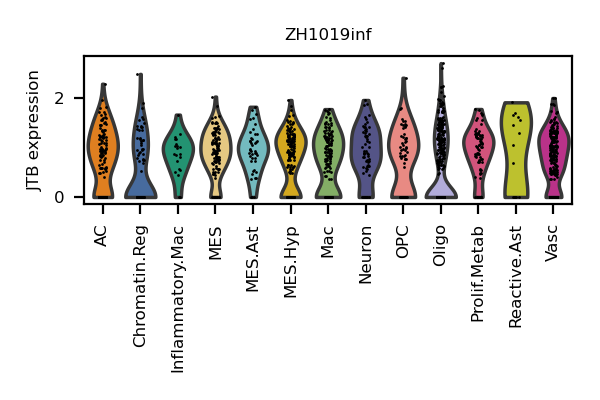 ZH1019inf
JTB expression
2
0
AC
Chromatin.Reg
Inflammatory.Mac
MES
MES.Ast
MES.Hyp
Mac
Neuron
OPC
Oligo
Prolif.Metab
Reactive.Ast
Vasc